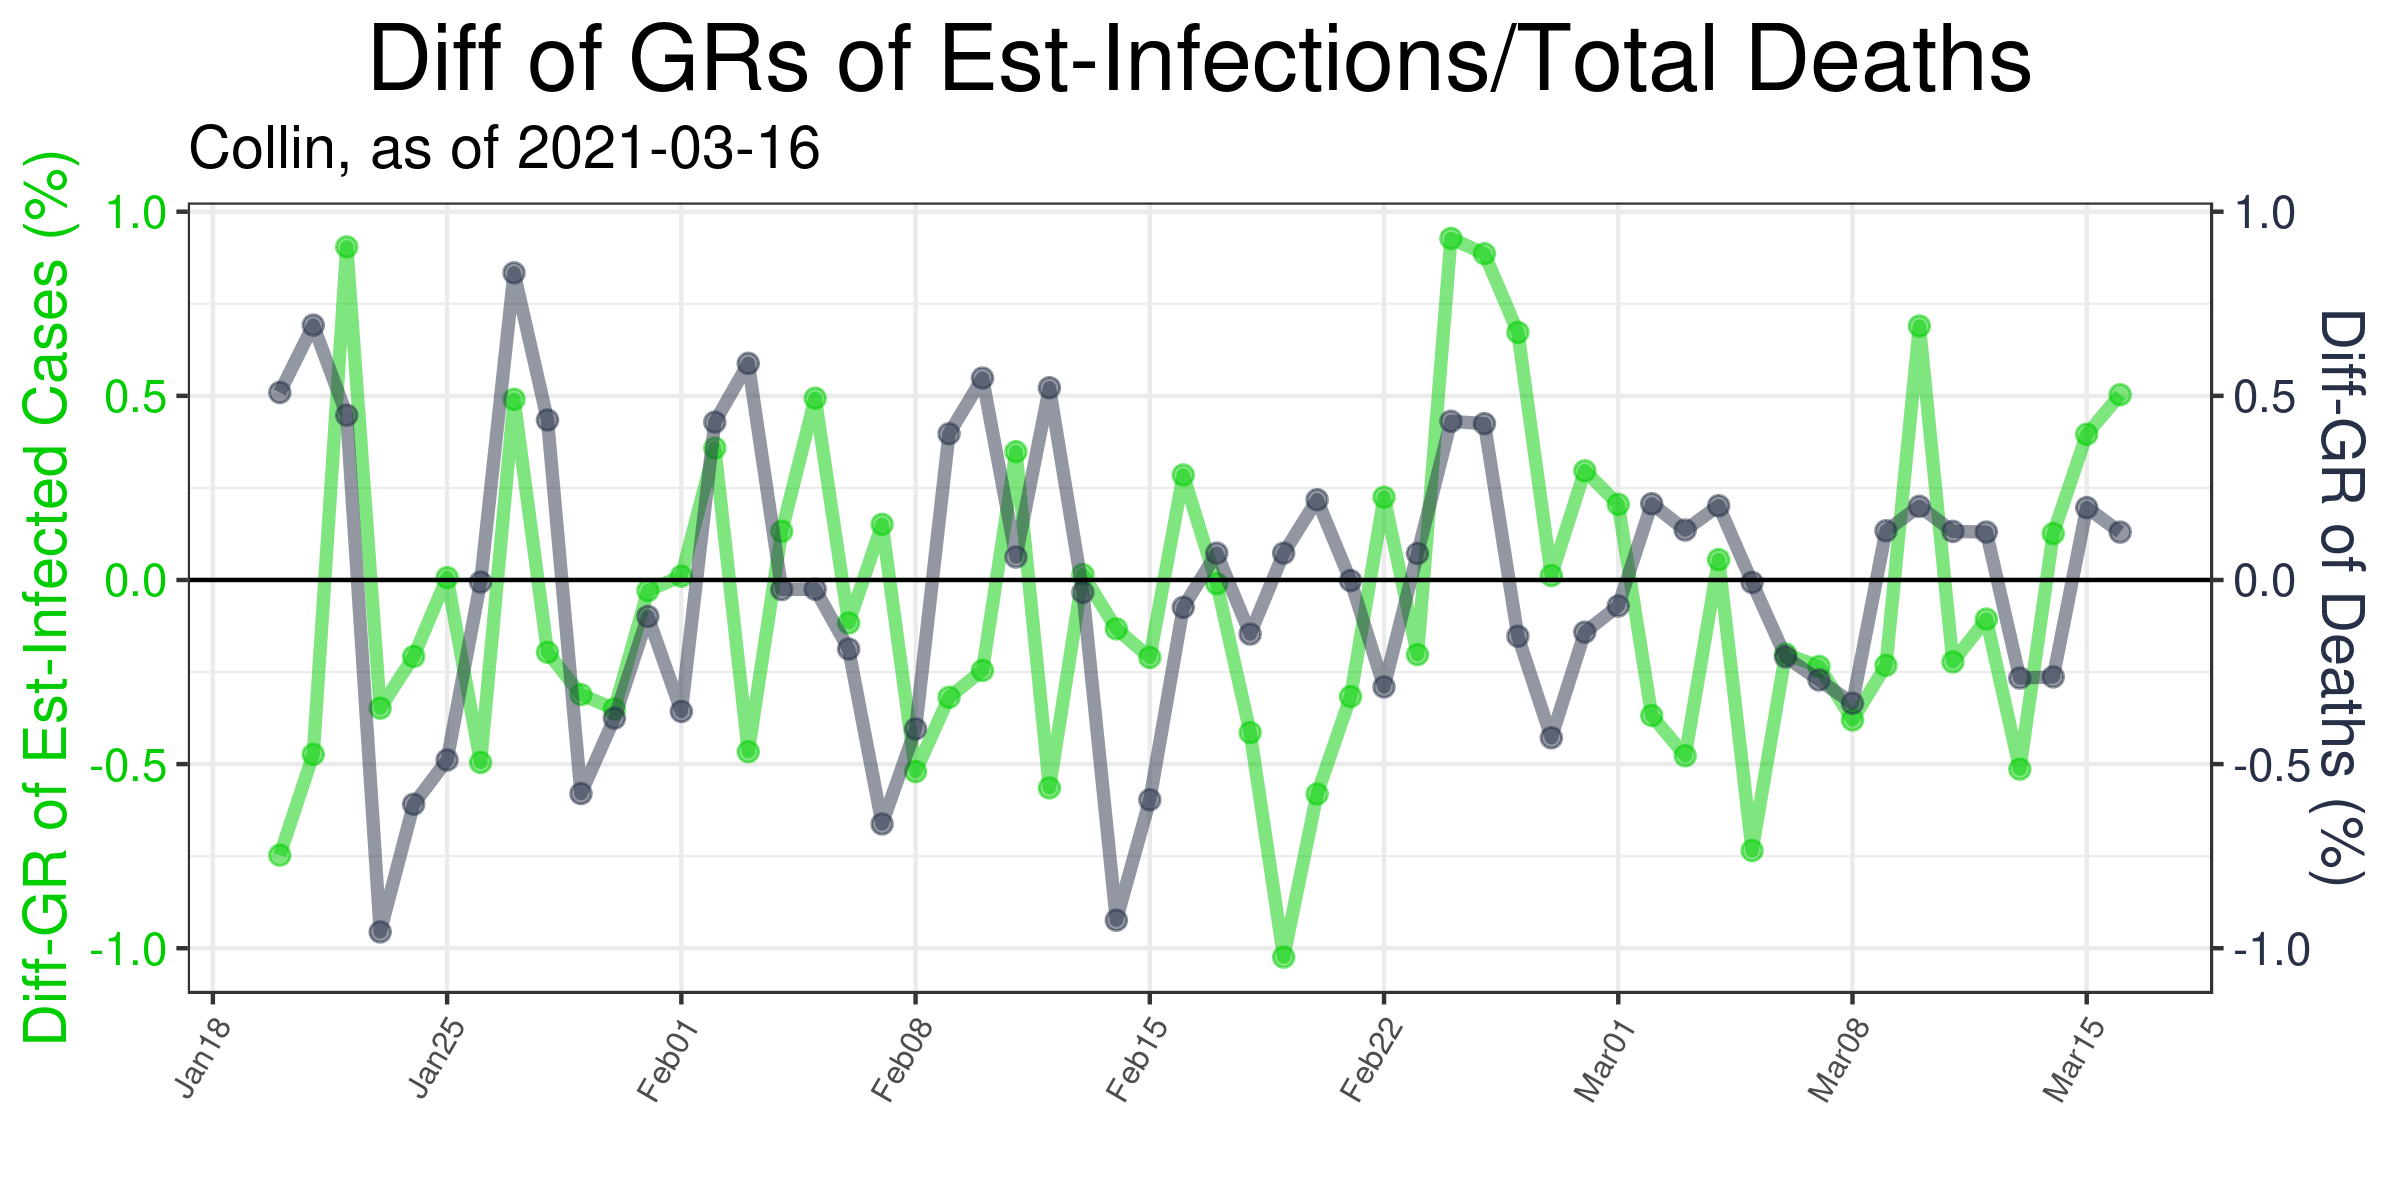 Diff of GRs of Est-Infections/Total Deaths
Collin, as of 2021-03-16
Diff-GR of Est-Infected Cases (%)
1.0
0.5
0.0
-0.5
-1.0
1.0
0.5
0.0
-0.5
-1.0
Diff-GR of Deaths (%)
Jan18
Jan25
Feb01
Feb08
Feb15
Feb22
Mar01
Mar08
Mar15